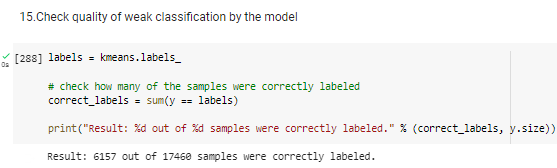 15.Check quality of weak classification by the model
[288] labels = kmeans.labels_
0s
# check how many of the samples were correctly labeled
correct_labels = sum(y == labels)
print("Result: %d out of %d samples were correctly labeled." % (correct_labels, y.size))
Result: 6157 out of 17460 samples were correctly labeled.